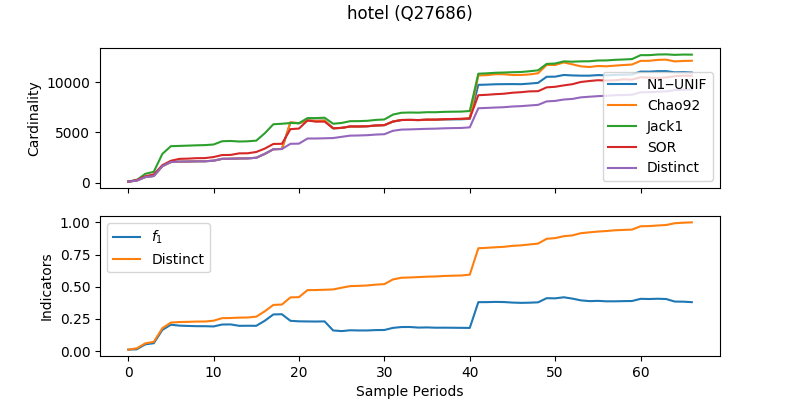 hotel (Q27686)
Cardinality
10000
5000
0
N1−UNIF
Chao92
Jack1
SOR
Distinct
Indicators
1.00
0.75
0.50
0.25
0.00
f₁
Distinct
0 10 20 30 40 50 60
Sample Periods